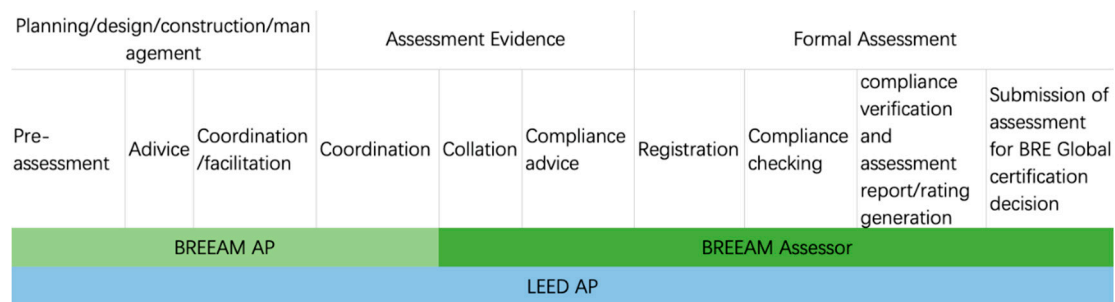 Planning/design/construction/man
agement
Assessment Evidence
Formal Assessment
Pre-
assessment
Adivice
Coordination
/facilitation
Coordination
Collation
Compliance
advice
Registration
Compliance
checking
compliance
verification
and
assessment
report/rating
generation
Submission of
assessment
for BRE Global
certification
decision
BREEAM AP
BREEAM Assessor
LEED AP